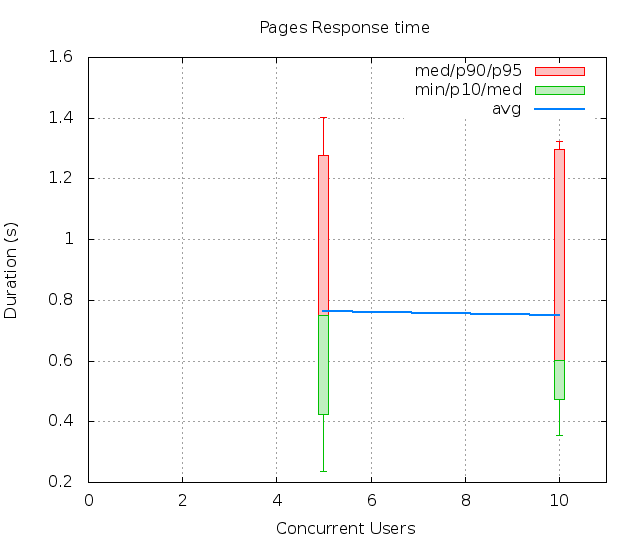 Pages Response time
1.6
1.4
1.2
1
0.8
0.6
0.4
0.2
0
2
4
6
8
10
Duration (s)
Concurrent Users
med/p90/p95
min/p10/med
avg